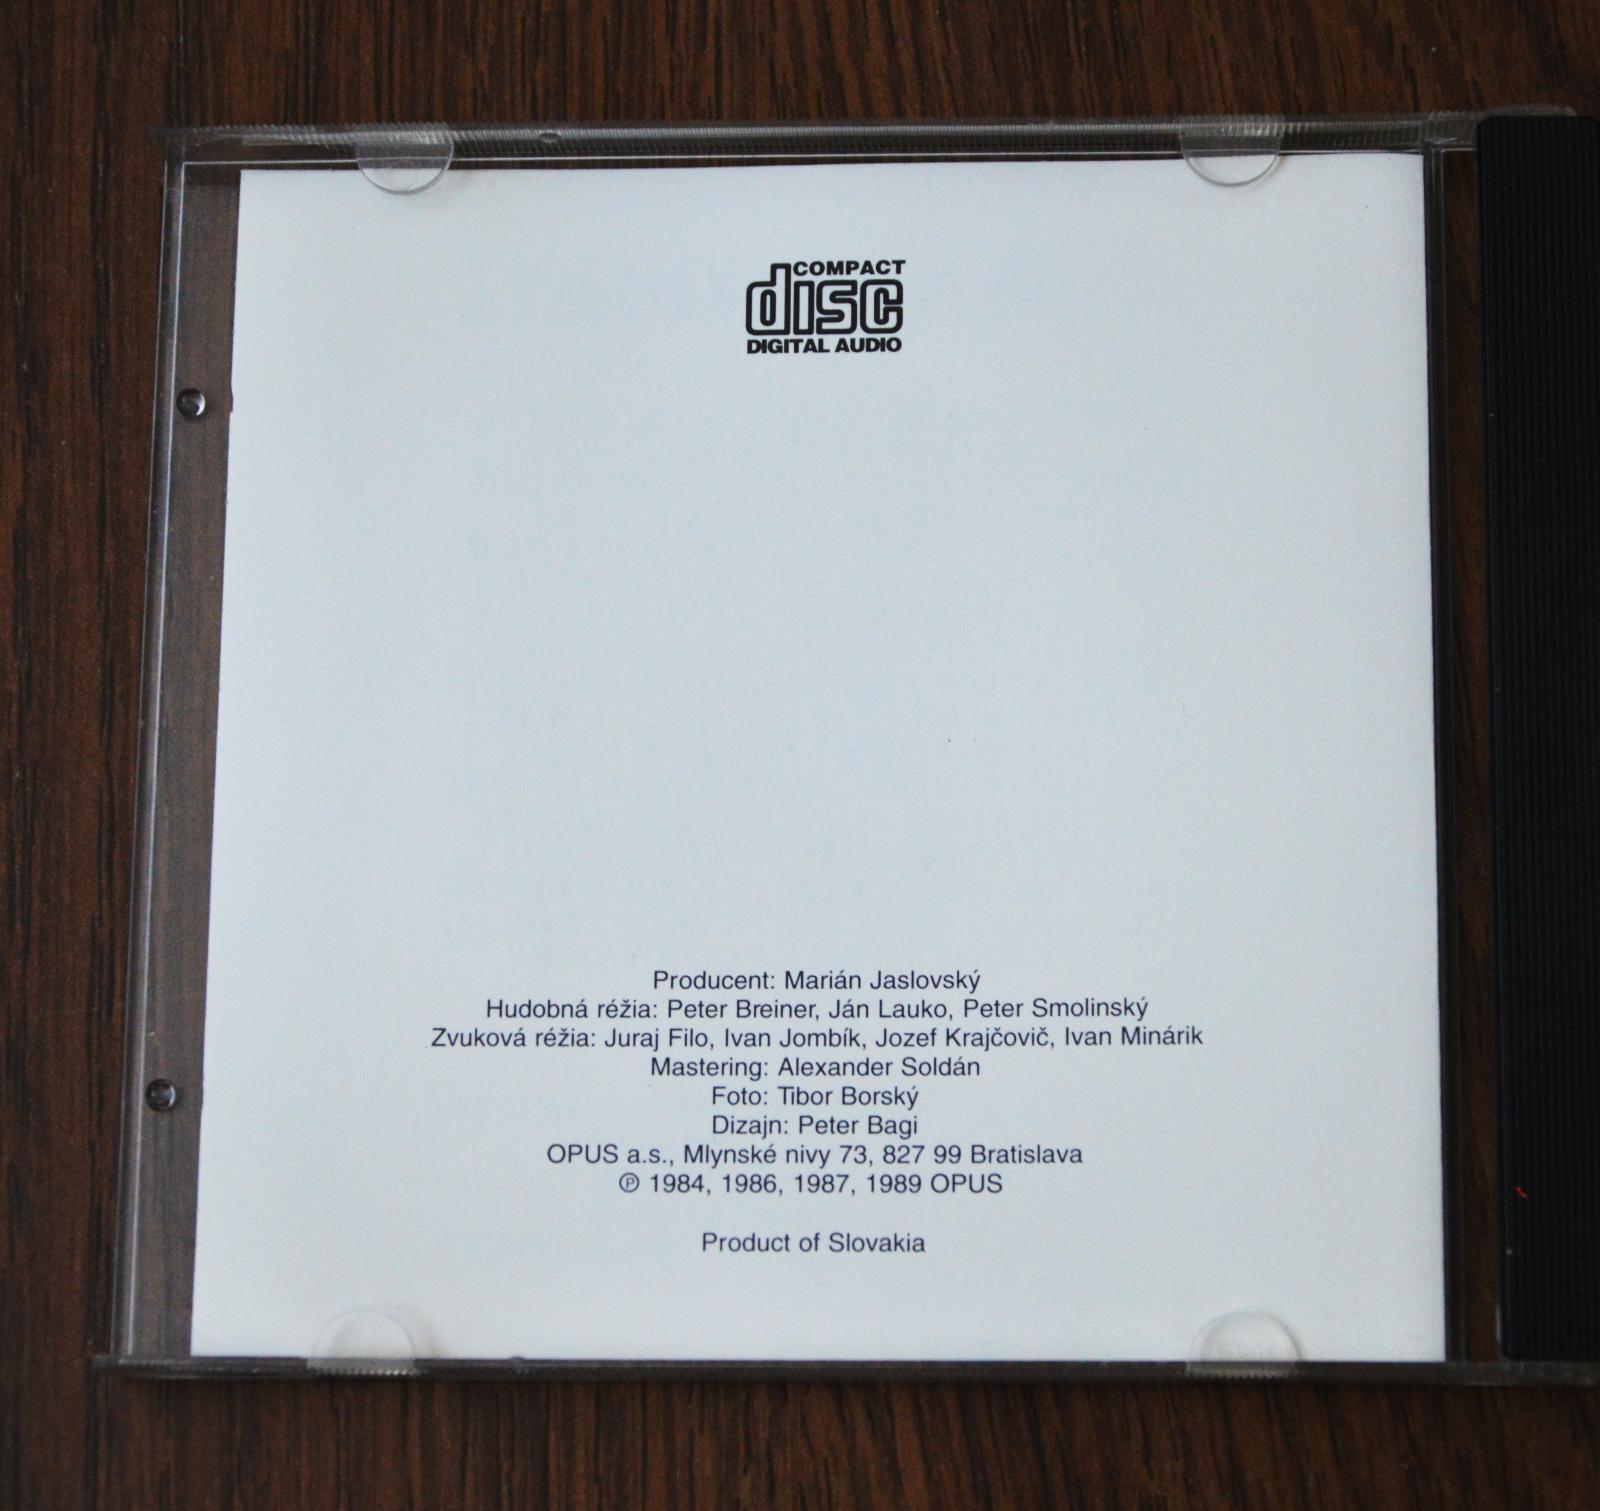 COMPACT
disc
DIGITAL AUDIO
Producent: Marián Jaslovský
Hudobná réžia: Peter Breiner, Ján Lauko, Peter Smolinský
Zvuková réžia: Juraj Filo, Ivan Jombík, Jozef Krajčovič, Ivan Minárik
Mastering: Alexander Soldán
Foto: Tibor Borský
Dizajn: Peter Bagi
OPUS a.s., Mlynské nivy 73, 827 99 Bratislava
℗ 1984, 1986, 1987, 1989 OPUS
Product of Slovakia